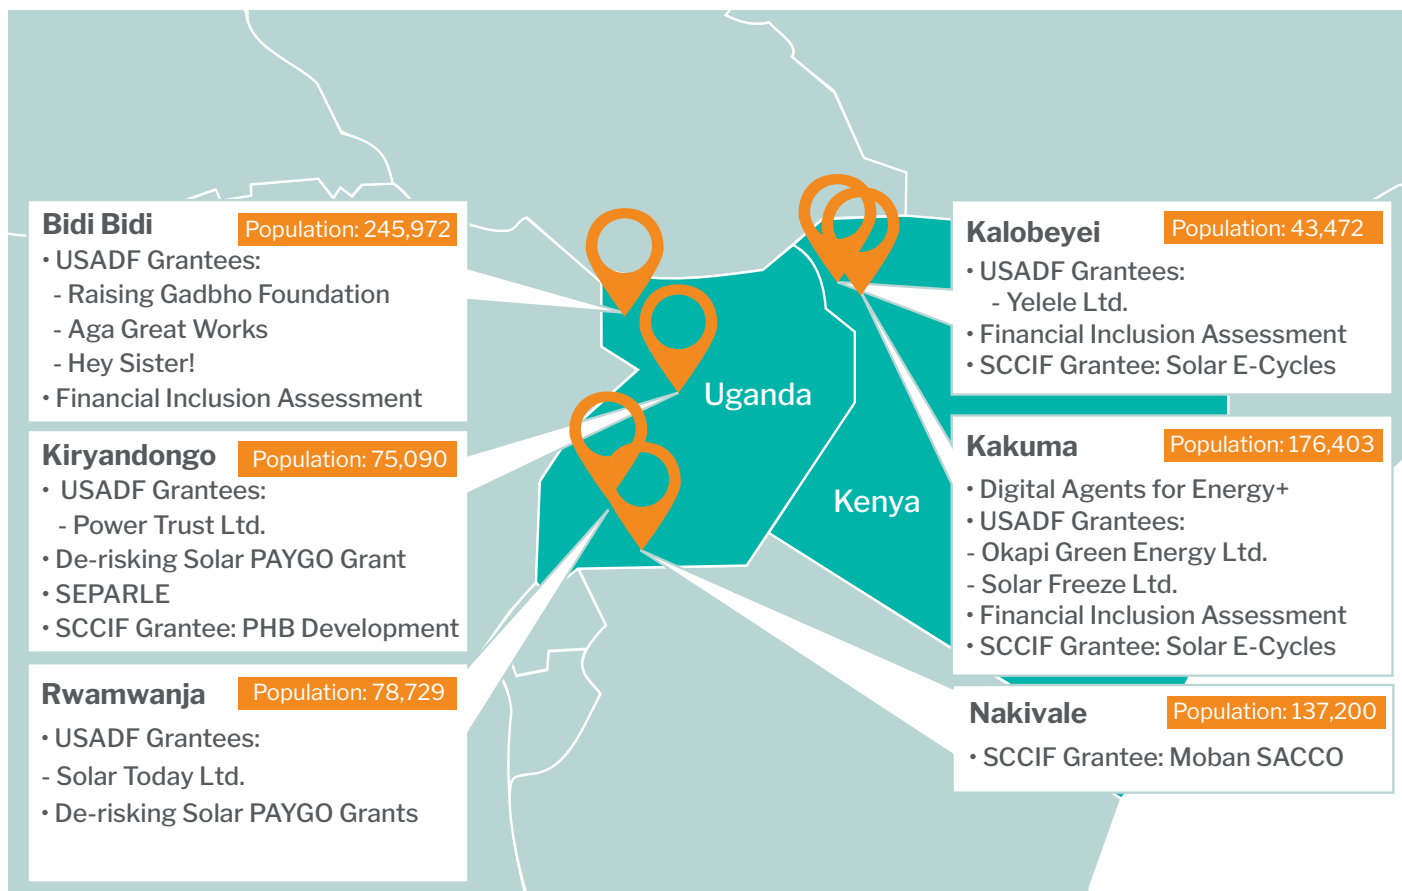 Bidi Bidi
Population: 245,972
• USADF Grantees:
- Raising Gadbho Foundation
- Aga Great Works
- Hey Sister!
• Financial Inclusion Assessment
Kiryandongo
Population: 75,090
• USADF Grantees:
- Power Trust Ltd.
• De-risking Solar PAYGO Grant
• SEPARLE
• SCCIF Grantee: PHB Development
Rwamwanja
Population: 78,729
• USADF Grantees:
- Solar Today Ltd.
• De-risking Solar PAYGO Grants
Uganda
Kenya
Kalobeyei
Population: 43,472
• USADF Grantees:
- Yelele Ltd.
• Financial Inclusion Assessment
• SCCIF Grantee: Solar E-Cycles
Kakuma
Population: 176,403
• Digital Agents for Energy+
• USADF Grantees:
- Okapi Green Energy Ltd.
- Solar Freeze Ltd.
• Financial Inclusion Assessment
• SCCIF Grantee: Solar E-Cycles
Nakivale
Population: 137,200
• SCCIF Grantee: Moban SACCO